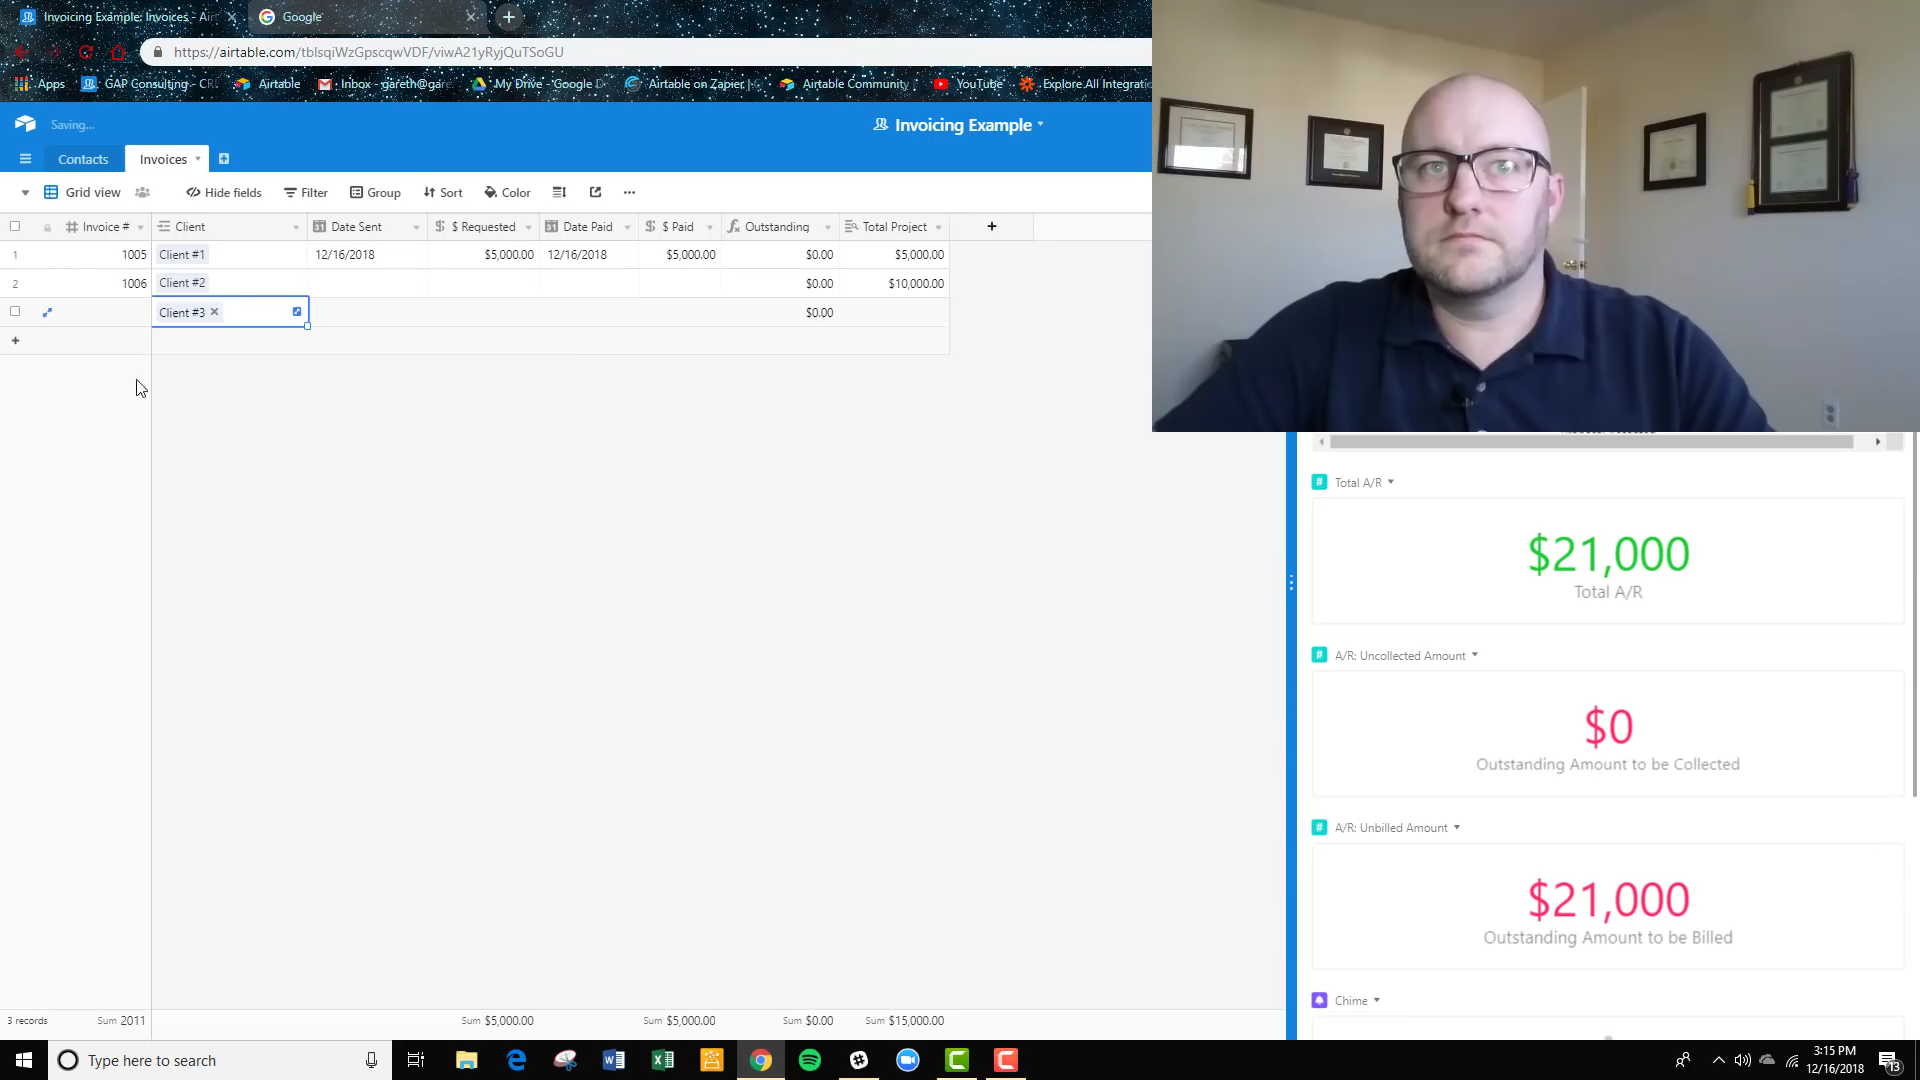 Invoicing Example: Invoices - Air
Google
https://airtable.com/tblsqiWzGpscqwVDF/viwA21yRyjQuTSoGU
Apps
GAP Consulting - CR
Airtable
Inbox - gareth@gare
My Drive - Google D
Airtable on Zapier
Airtable Community
YouTube
Explore All Integrati
Saving...
Invoicing Example
Contacts
Invoices
Grid view
Hide fields
Filter
Group
Sort
Color
Invoice #
Client
Date Sent
$ Requested
Date Paid
$ Paid
Outstanding
Total Project
1 1005 Client #1 12/16/2018 $5,000.00 12/16/2018 $5,000.00 $0.00 $5,000.00
2 1006 Client #2 $0.00 $10,000.00
Client #3 $0.00
Total A/R
$21,000
Total A/R
A/R: Uncollected Amount
$0
Outstanding Amount to be Collected
A/R: Unbilled Amount
$21,000
Outstanding Amount to be Billed
Chime
3 records Sum 2011 Sum $5,000.00 Sum $5,000.00 Sum $0.00 Sum $15,000.00
Type here to search
3:15 PM
12/16/2018
13